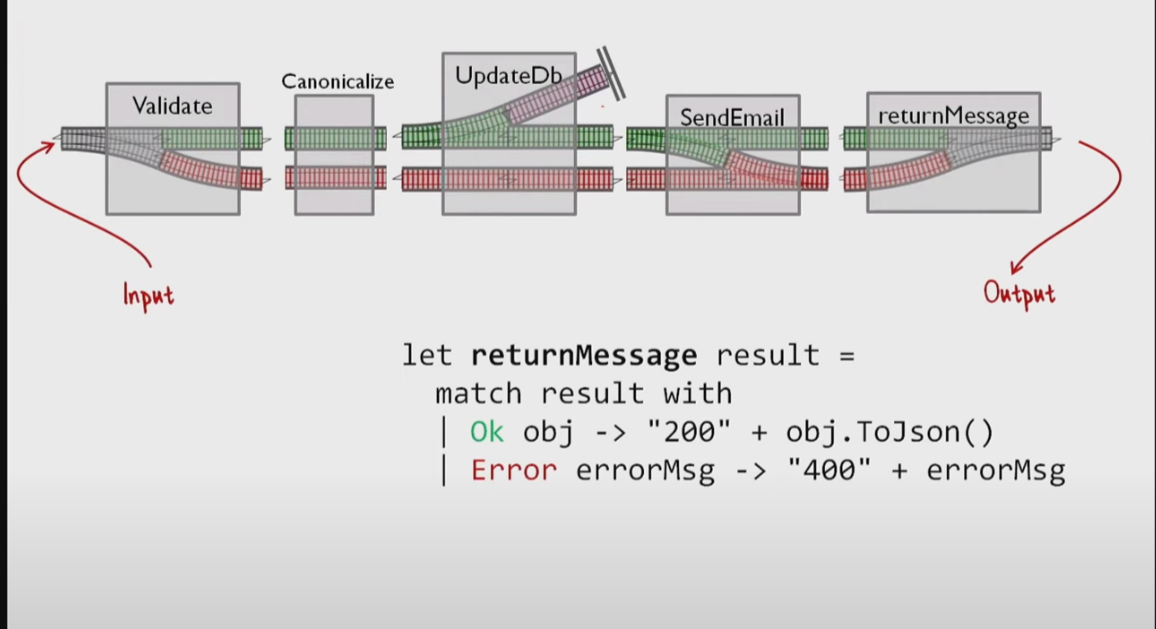 Validate
Canonicalize
UpdateDb
SendEmail
returnMessage
Input
Output
let returnMessage result =
match result with
| Ok obj -> "200" + obj.ToJson()
| Error errorMsg -> "400" + errorMsg